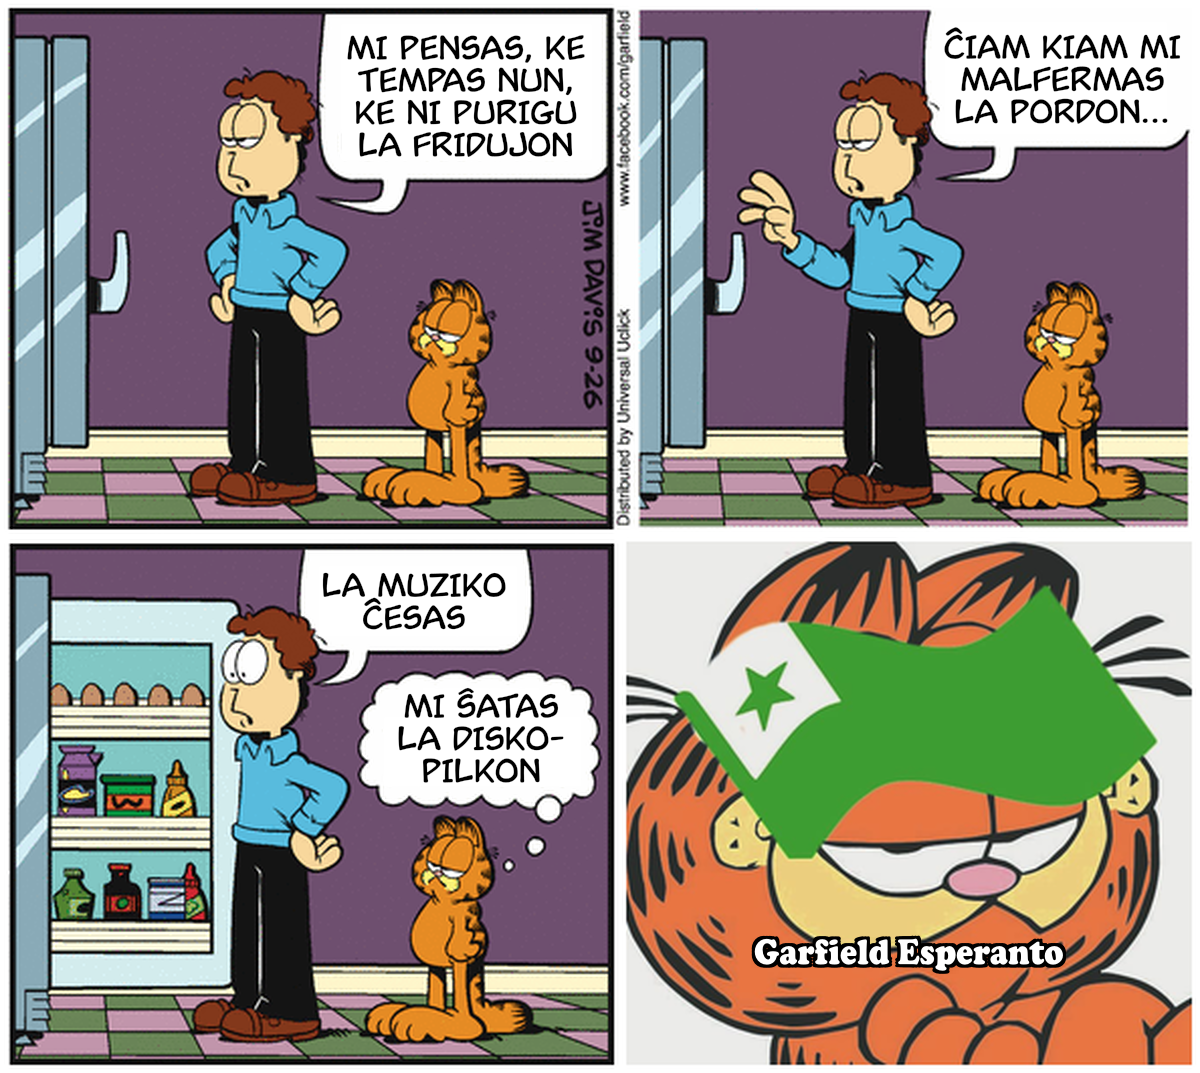 MI PENSAS, KE
TEMPAS NUN,
KE NI PURIGU
LA FRIDUJON
JIM DAVIS 9-26
www.facebook.com/garfield
Distributed by Universal Uclick
ĈIAM KIAM MI
MALFERMAS
LA PORDON...
LA MUZIKO
ĈESAS
MI ŜATAS
LA DISKO-
PILKON
Garfield Esperanto